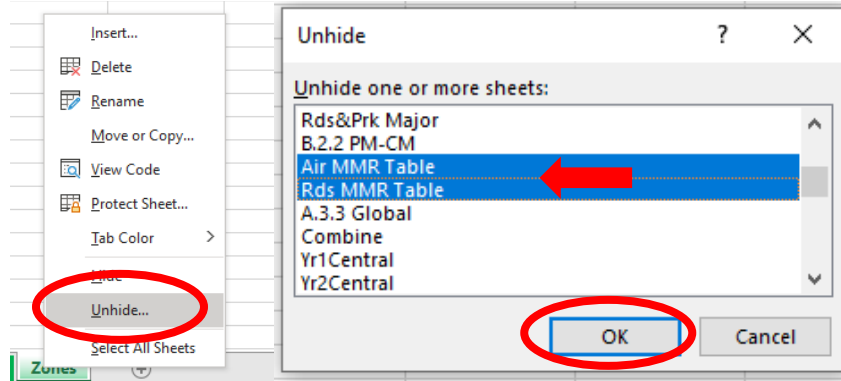 Insert...
Delete
Rename
Move or Copy...
View Code
Protect Sheet...
Tab Color >
Hide
Unhide...
Select All Sheets
Zones
Unhide ?
Unhide one or more sheets:
Rds&Prk Major
B.2.2 PM-CM
Air MMR Table
Rds MMR Table
A.3.3 Global
Combine
Yr1Central
Yr2Central
OK Cancel